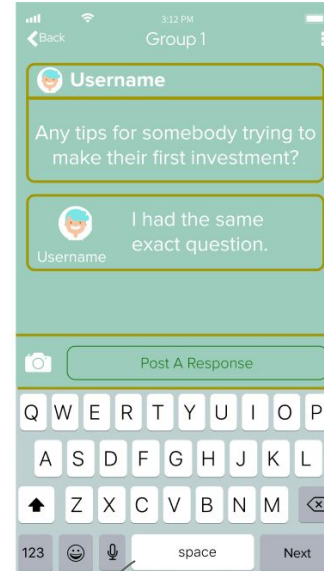 3:12 PM
Back
Group 1
Username
Any tips for somebody trying to
make their first investment?
I had the same
exact question.
Username
Post A Response
Q W E R T Y U I O P
A S D F G H J K L
Z X C V B N M
123 space Next